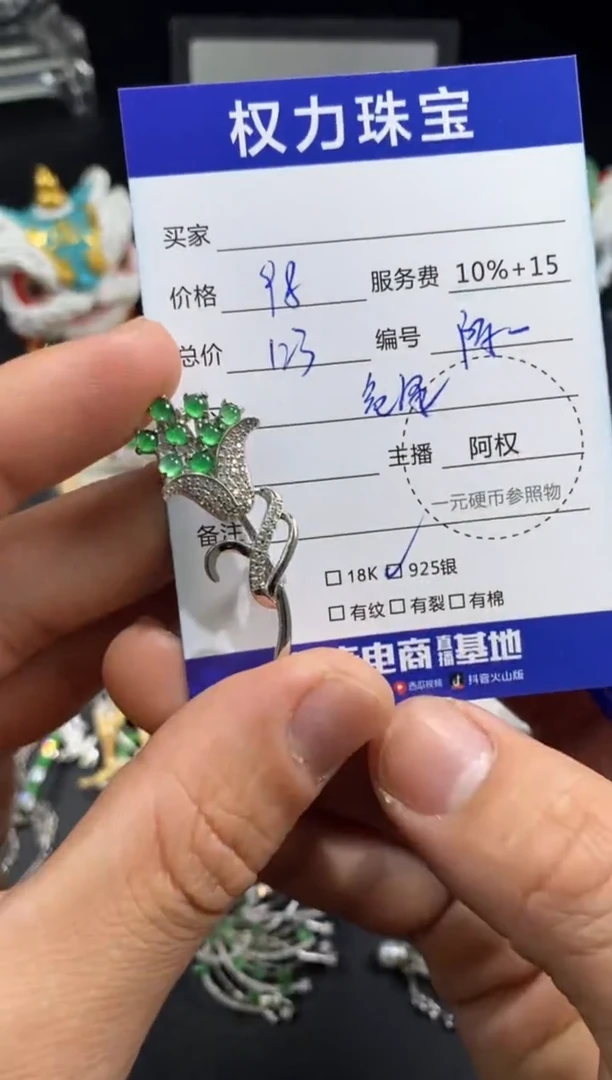 权力珠宝
买家
价格 98 服务费 10%+15
总价 123 编号
主播 阿权
一元硬币参照物
备注
☐ 18K ☑ 925银
☐ 有纹 ☐ 有裂 ☐ 有棉
电商直播基地
西瓜视频 抖音火山版